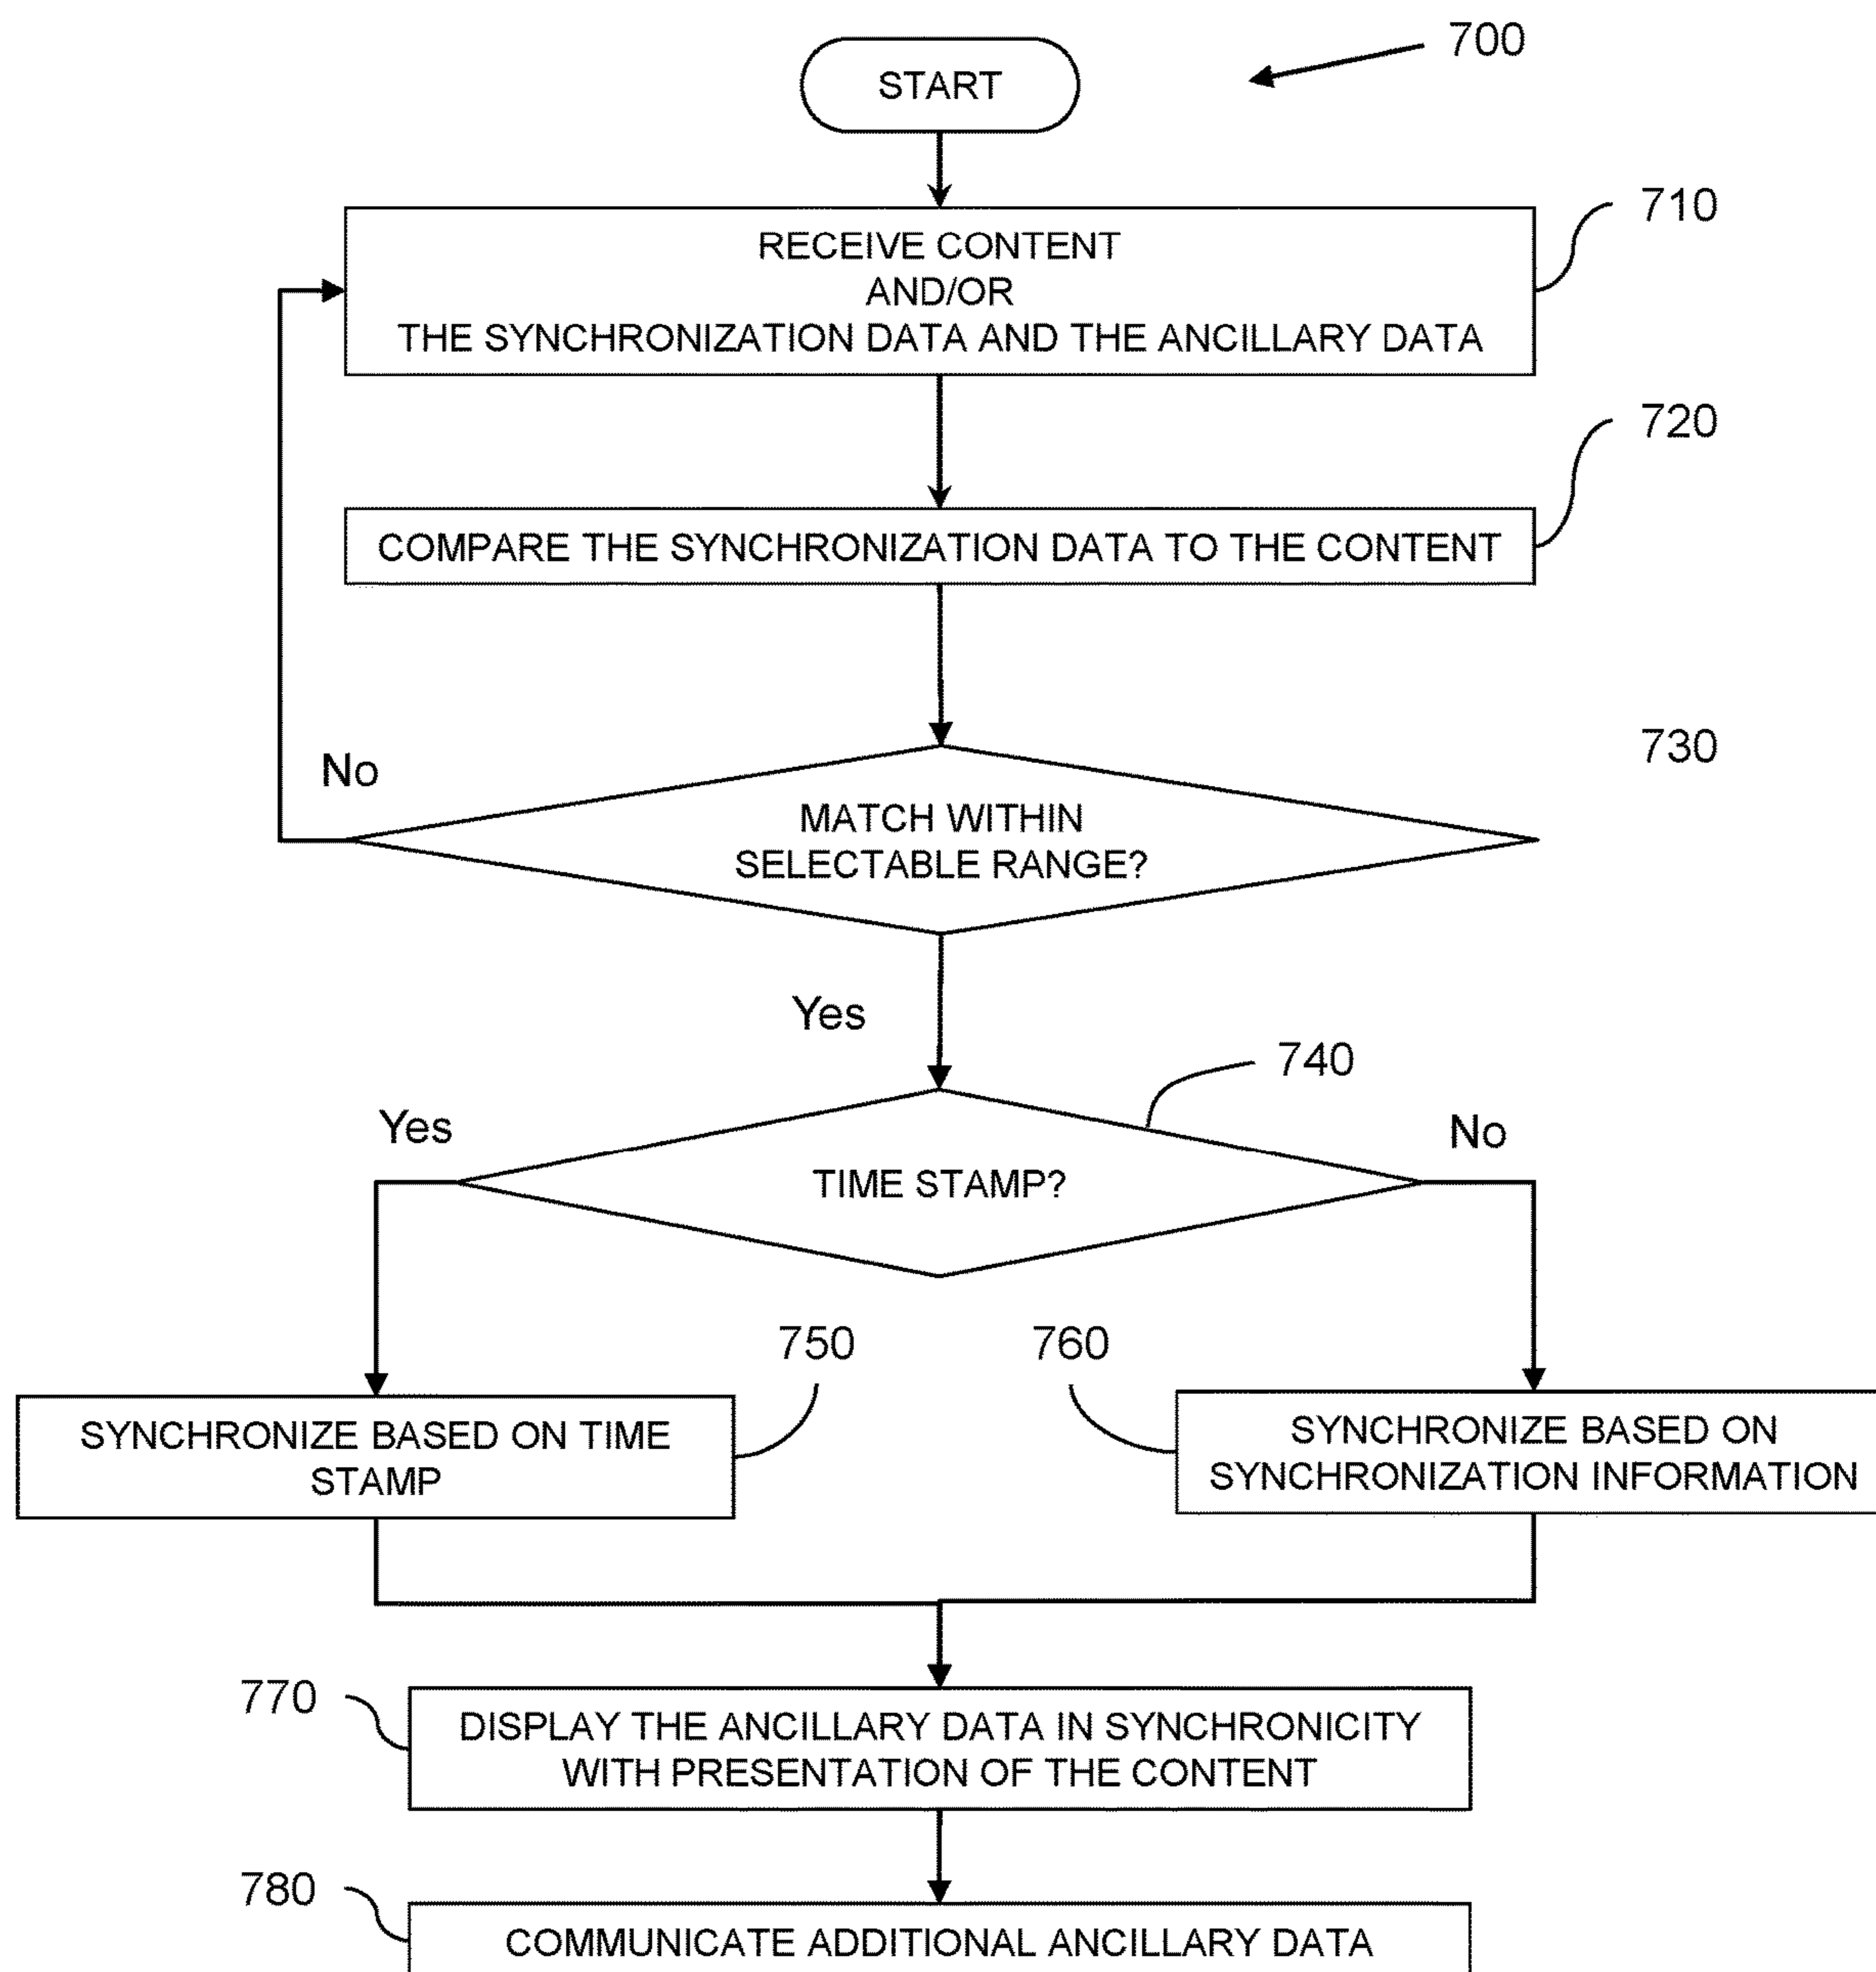 700
START
710
RECEIVE CONTENT
AND/OR
THE SYNCHRONIZATION DATA AND THE ANCILLARY DATA
720
COMPARE THE SYNCHRONIZATION DATA TO THE CONTENT
730
No
MATCH WITHIN
SELECTABLE RANGE?
Yes
740
Yes
No
TIME STAMP?
750
760
SYNCHRONIZE BASED ON TIME
STAMP
SYNCHRONIZE BASED ON
SYNCHRONIZATION INFORMATION
770
DISPLAY THE ANCILLARY DATA IN SYNCHRONICITY
WITH PRESENTATION OF THE CONTENT
780
COMMUNICATE ADDITIONAL ANCILLARY DATA